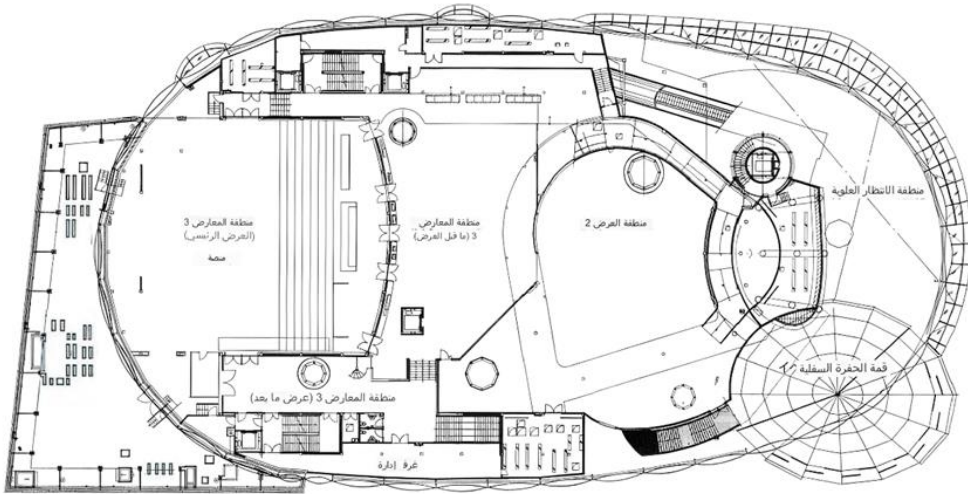 منطقة الانتظار العلوية
منطقة المعارض 3
(العرض الرئيسي)
منصة
منطقة المعارض
3 (ما قبل العرض)
منطقة العرض 2
قمة الحفرة السفلية
منطقة المعارض 3 (عرض ما بعد)
غرف إدارة